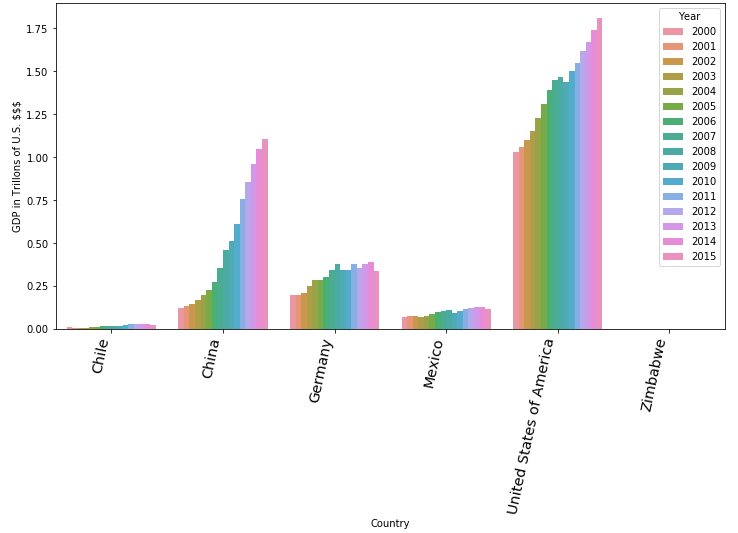 GDP in Trillons of U.S. $$$
1.75
1.50
1.25
1.00
0.75
0.50
0.25
0.00
Year
2000
2001
2002
2003
2004
2005
2006
2007
2008
2009
2010
2011
2012
2013
2014
2015
Chile
China
Germany
Mexico
United States of America
Zimbabwe
Country